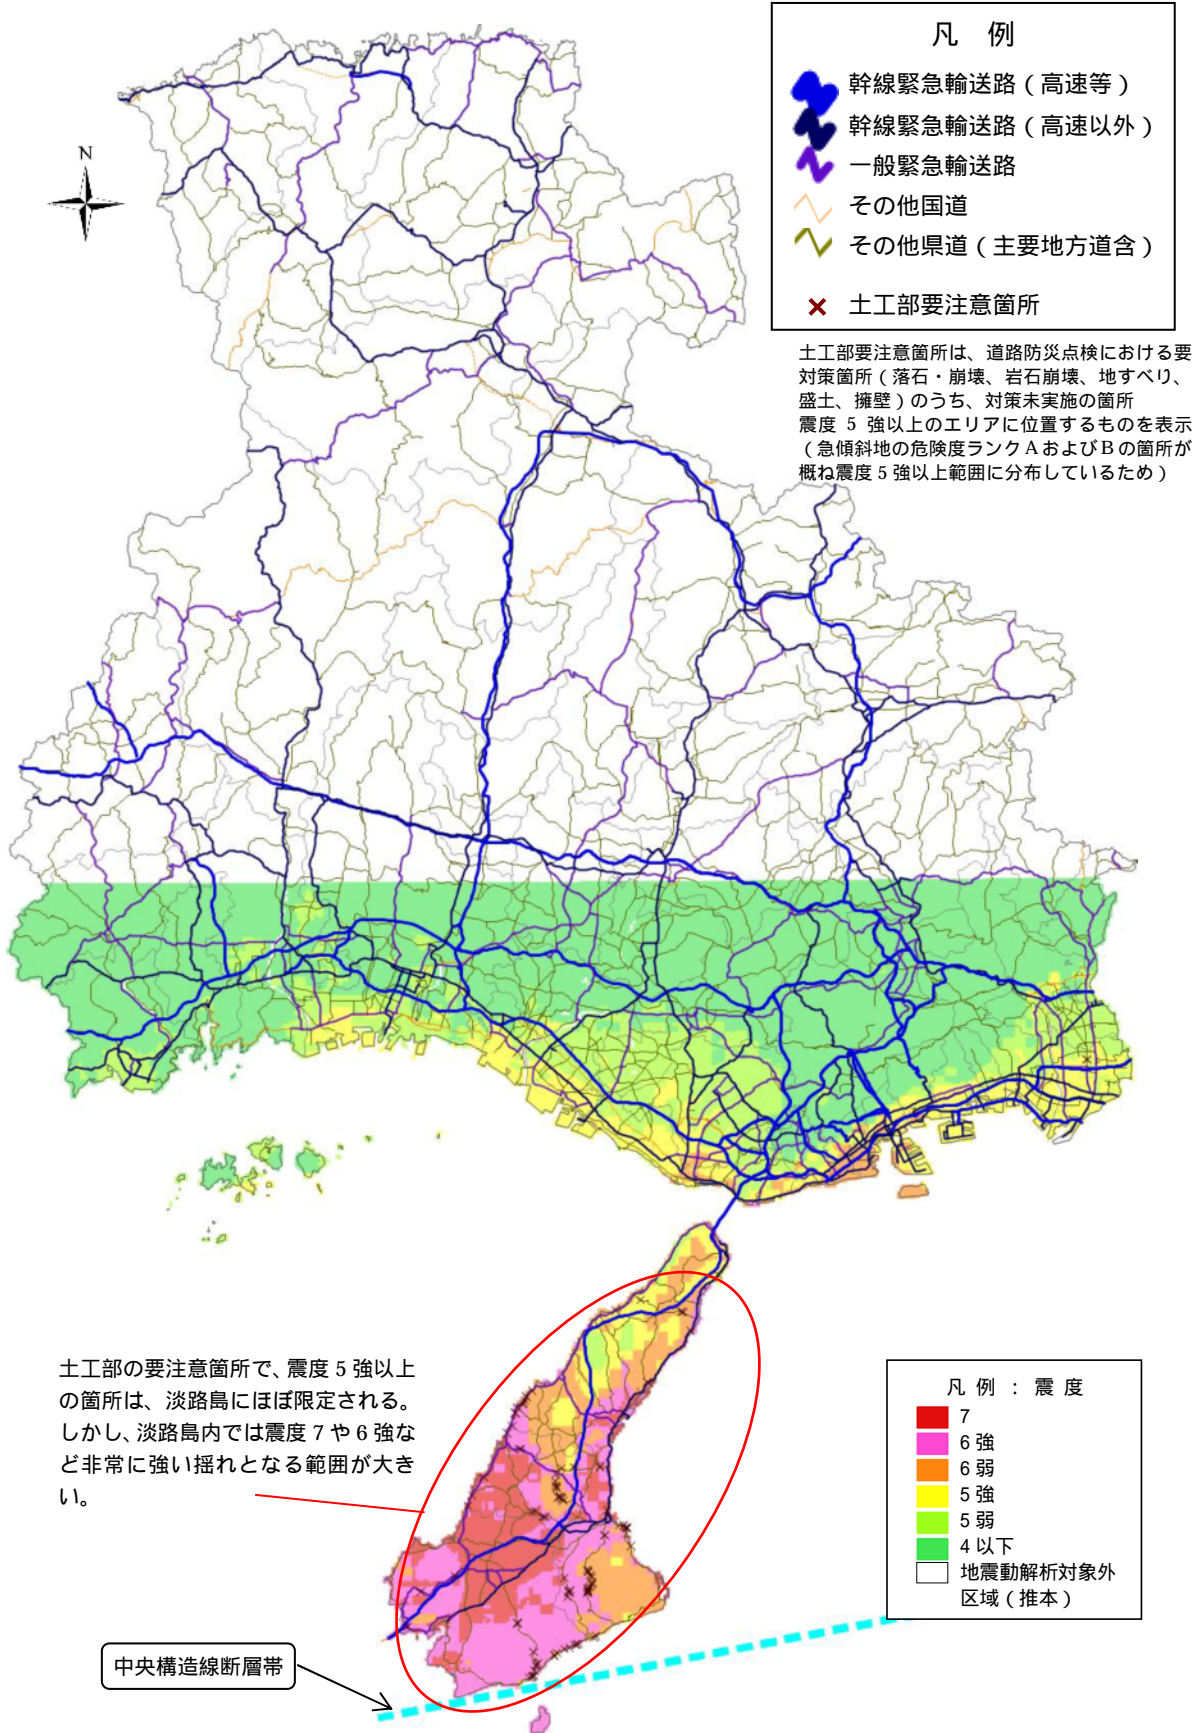 凡 例
幹線緊急輸送路（高速等）
幹線緊急輸送路（高速以外）
一般緊急輸送路
その他国道
その他県道（主要地方道含）
土工部要注意箇所
N
土工部要注意箇所は、道路防災点検における要
対策箇所（落石・崩壊、岩石崩壊、地すべり、
盛土、擁壁）のうち、対策未実施の箇所
震度 5 強以上のエリアに位置するものを表示
（急傾斜地の危険度ランクＡおよびＢの箇所が
概ね震度 5 強以上範囲に分布しているため）
土工部の要注意箇所で、震度 5 強以上
の箇所は、淡路島にほぼ限定される。
しかし、淡路島内では震度 7 や 6 強な
ど非常に強い揺れとなる範囲が大き
い。
凡 例 ： 震 度
7
6 強
6 弱
5 強
5 弱
4 以下
地震動解析対象外
区域（推本）
中央構造線断層帯